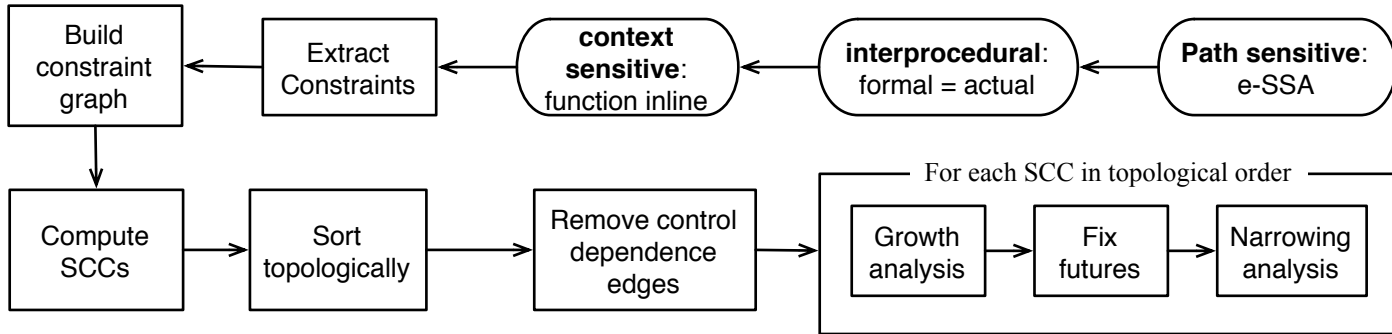 Build
constraint
graph
Extract
Constraints
context
sensitive:
function inline
interprocedural:
formal = actual
Path sensitive:
e-SSA
Compute
SCCs
Sort
topologically
Remove control
dependence
edges
For each SCC in topological order
Growth
analysis
Fix
futures
Narrowing
analysis